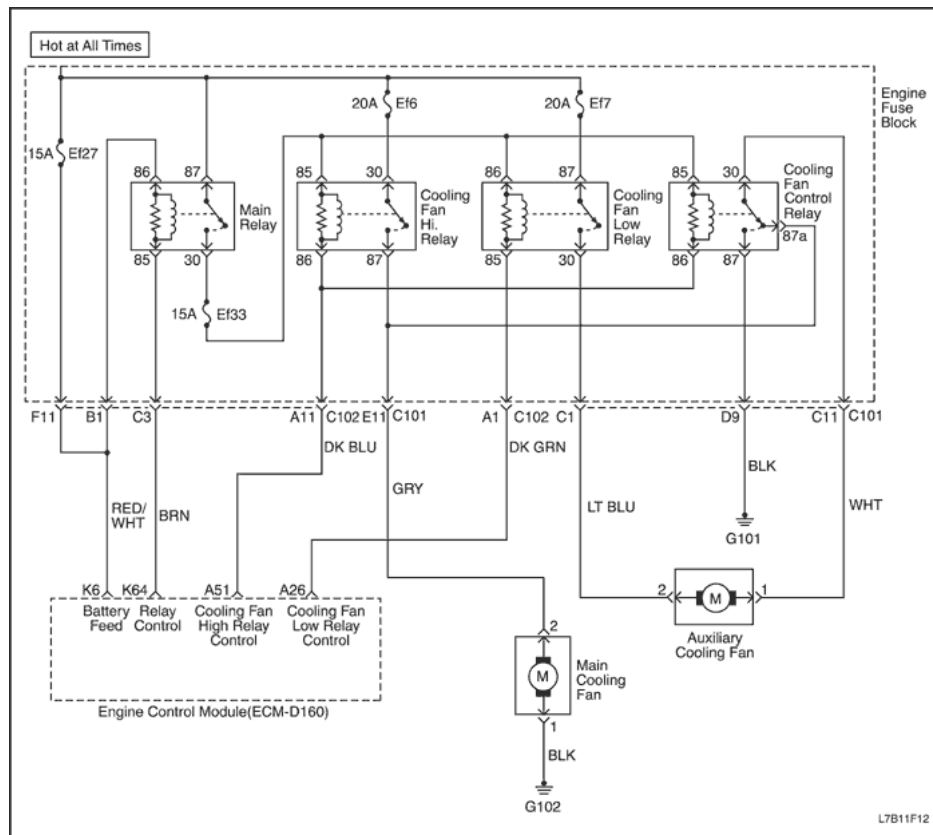 Hot at All Times
Engine
Fuse
Block
20A Ef6
20A Ef7
15A Ef27
86 87
85 30
86 87
85 30
Main
Relay
Cooling
Fan
Hi.
Relay
Cooling
Fan
Low
Relay
Cooling
Fan
Control
Relay
87a
85 30
86 87
85 30
86 87
15A Ef33
F11 B1 C3 A11 C102 E11 C101 A1 C102 C1 D9 C11 C101
DK BLU
DK GRN
BLK
GRY
RED/
WHT
BRN
LT BLU
WHT
G101
K6 K64 A51 A26
2 M 1
Battery
Feed
Relay
Control
Cooling Fan
High Relay
Control
Cooling Fan
Low Relay
Control
Auxiliary
Cooling Fan
2
M
Main
Cooling
Fan
1
Engine Control Module(ECM-D160)
BLK
G102
L7B11F12